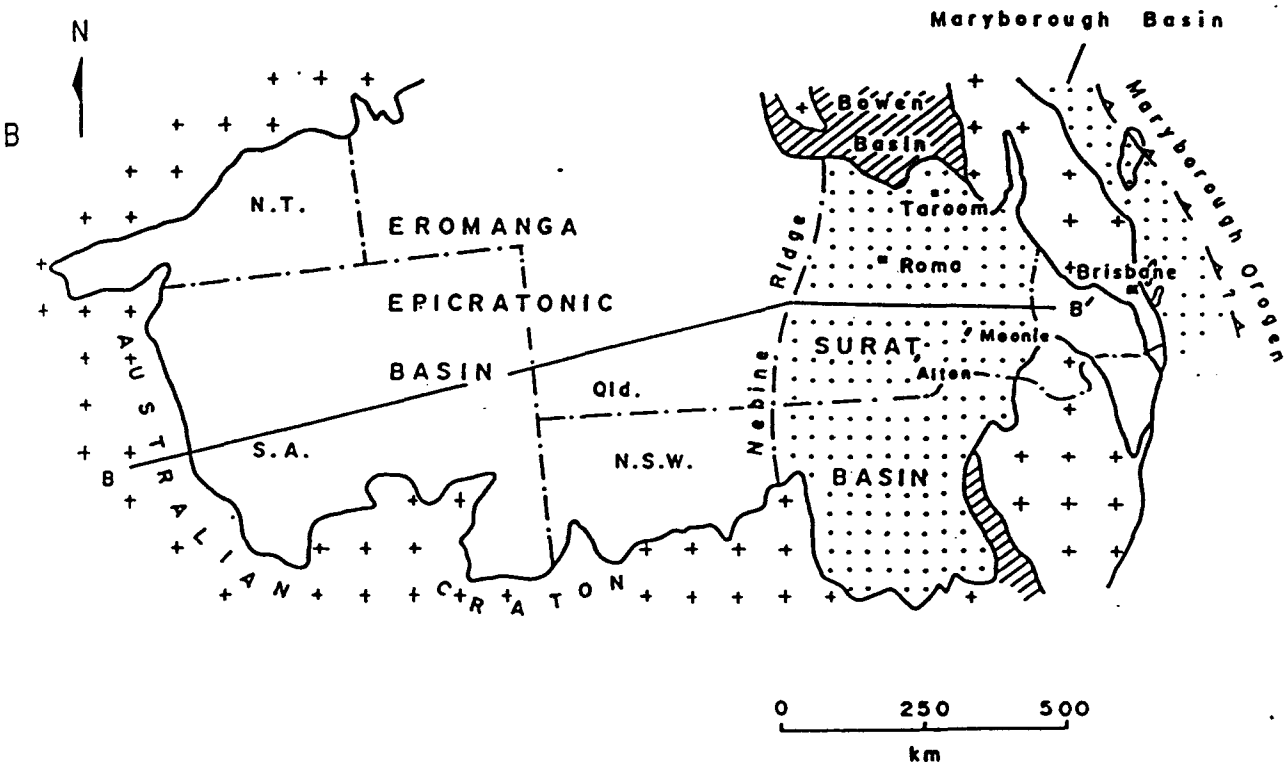 Maryborough Basin
N
B
Bowen
Basin
Maryborough Orogen
N.T.
Taroom
EROMANGA
Ridge
Roma
Brisbane
EPICRATONIC
B′
SURAT
Moonie
AUSTRALIAN
BASIN
Alton
Qld.
Nebine
S.A.
N.S.W.
B
BASIN
CRATON
0 250 500
km